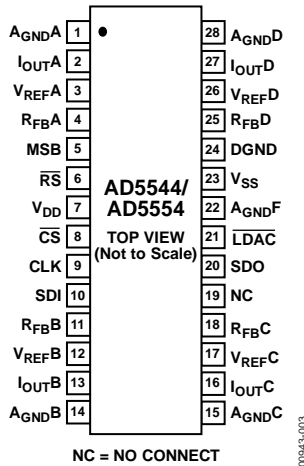 AGNDA 1 28 AGNDD
IOUTA 2 27 IOUTD
VREFA 3 26 VREFD
RFBA 4 25 RFBD
MSB 5 24 DGND
RS 6 23 VSS
VDD 7 22 AGNDF
CS 8 21 LDAC
CLK 9 20 SDO
SDI 10 19 NC
RFBB 11 18 RFBC
VREFB 12 17 VREFC
IOUTB 13 16 IOUTC
AGNDB 14 15 AGNDC
AD5544/
AD5554
TOP VIEW
(Not to Scale)
NC = NO CONNECT
00943-003